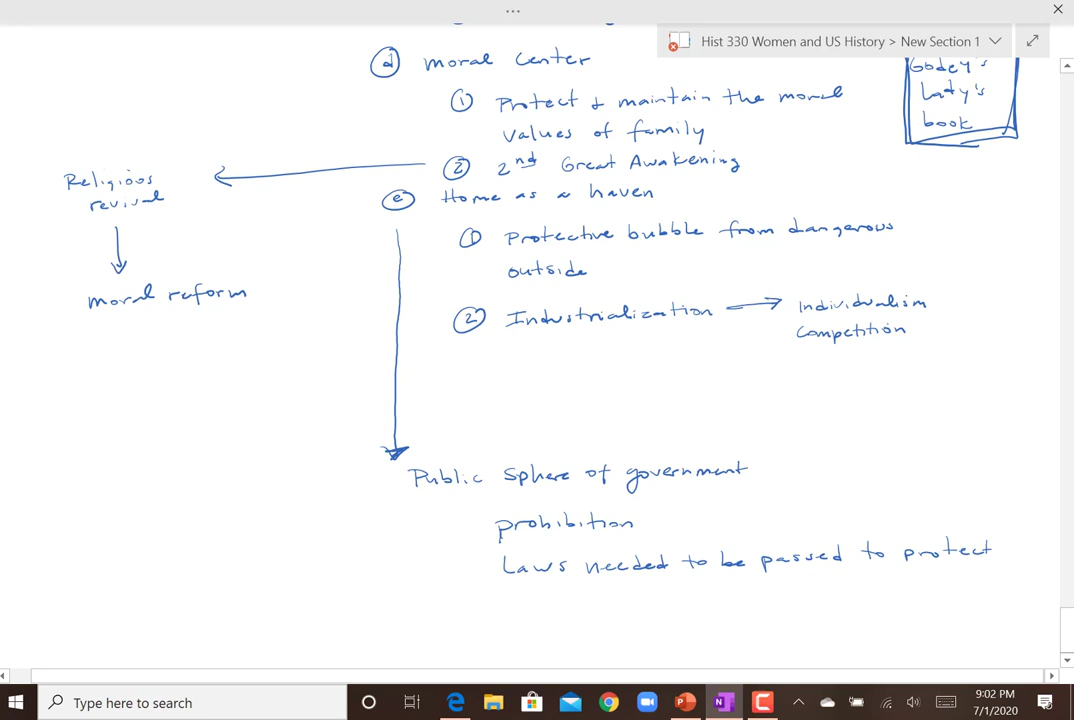 Hist 330 Women and US History > New Section 1
d Moral Center
Godey's
Lady's
book
1 Protect & maintain the moral
values of family
2 2nd Great Awakening
Religious
revival
moral reform
e Home as a haven
1 Protective bubble from dangerous
outside
2 Industrialization → Individualism
Competition
Public sphere of government
prohibition
Laws needed to be passed to protect
Type here to search
9:02 PM
7/1/2020